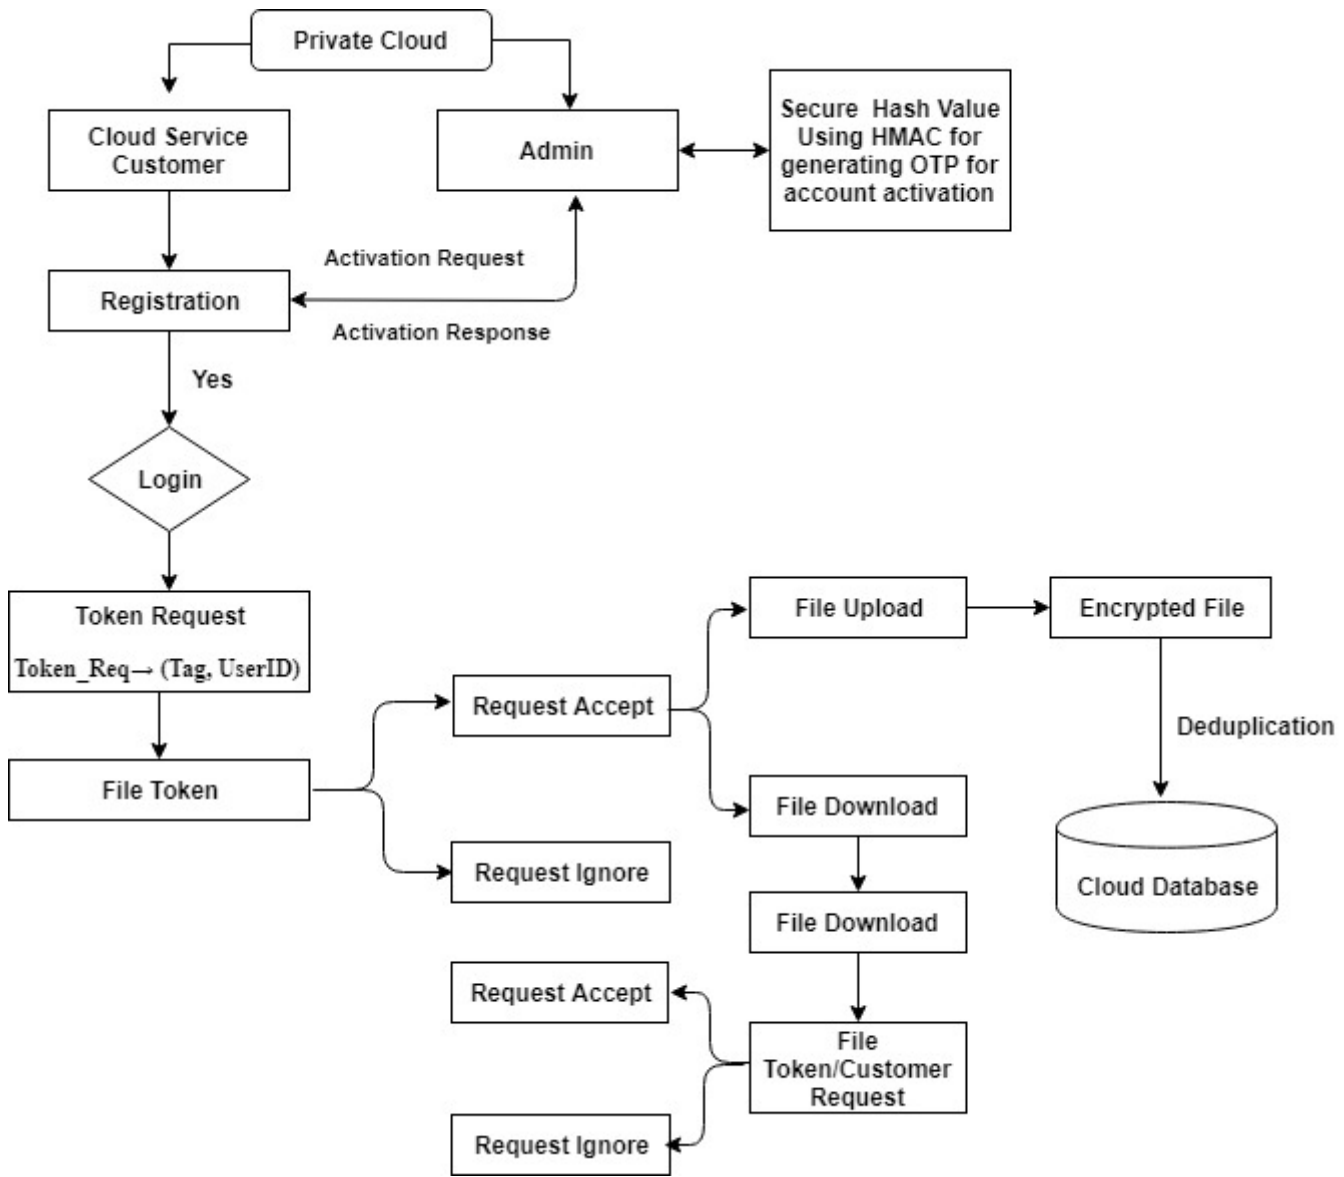 Private Cloud
Cloud Service
Customer
Admin
Secure Hash Value
Using HMAC for
generating OTP for
account activation
Activation Request
Registration
Activation Response
Yes
Login
Token Request
Token_Req→ (Tag, UserID)
File Token
Request Accept
Request Ignore
File Upload
Encrypted File
Deduplication
Cloud Database
File Download
File Download
File
Token/Customer
Request
Request Accept
Request Ignore